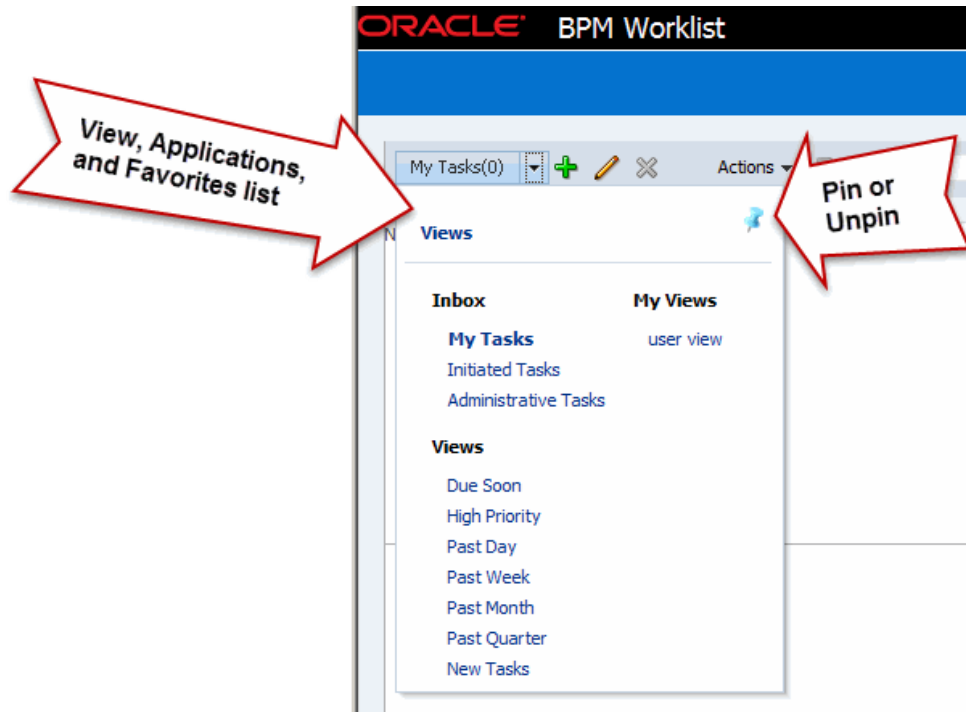 ORACLE BPM Worklist
View, Applications,
and Favorites list
My Tasks(0) Actions
Pin or
Unpin
N
Views
Inbox My Views
My Tasks user view
Initiated Tasks
Administrative Tasks
Views
Due Soon
High Priority
Past Day
Past Week
Past Month
Past Quarter
New Tasks